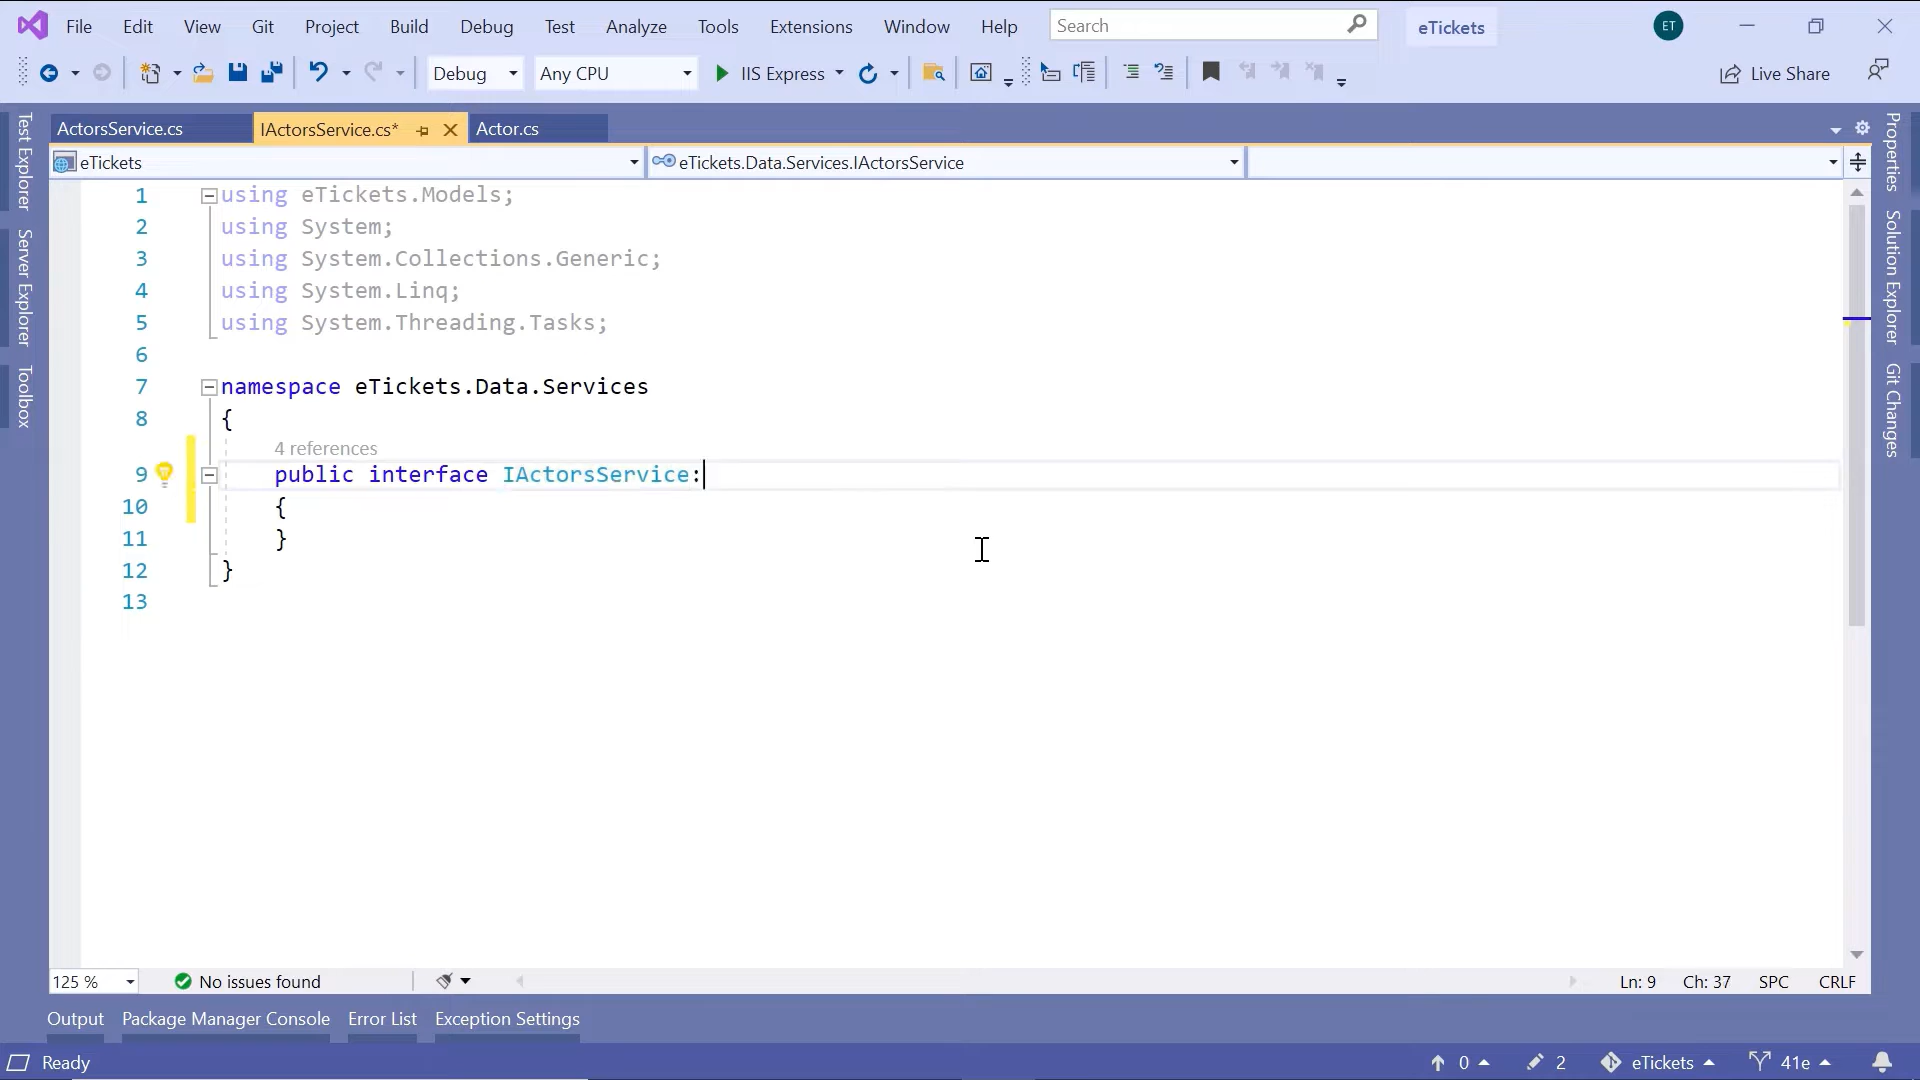 File Edit View Git Project Build Debug Test Analyze Tools Extensions Window Help Search eTickets ET
Debug Any CPU IIS Express Live Share
ActorsService.cs IActorsService.cs* Actor.cs
eTickets eTickets.Data.Services.IActorsService
Test Explorer
Server Explorer
Toolbox
1 using eTickets.Models;
2 using System;
3 using System.Collections.Generic;
4 using System.Linq;
5 using System.Threading.Tasks;
6
7 namespace eTickets.Data.Services
8 {
4 references
9 public interface IActorsService:
10 {
11 }
12 }
13
Properties
Solution Explorer
Git Changes
125 % No issues found Ln: 9 Ch: 37 SPC CRLF
Output Package Manager Console Error List Exception Settings
Ready 0 2 eTickets 41e